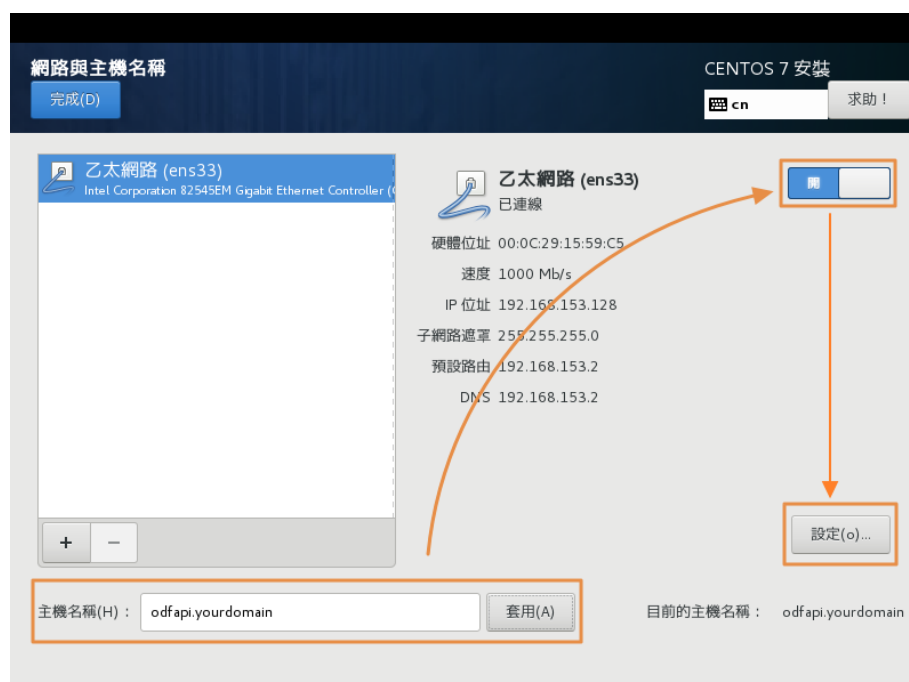 網路與主機名稱
完成(D)
CENTOS 7 安裝
cn
求助！
乙太網路 (ens33)
Intel Corporation 82545EM Gigabit Ethernet Controller (
乙太網路 (ens33)
已連線
開
硬體位址 00:0C:29:15:59:C5
速度 1000 Mb/s
IP 位址 192.168.153.128
子網路遮罩 255.255.255.0
預設路由 192.168.153.2
DNS 192.168.153.2
+ −
設定(o)...
主機名稱(H)： odfapi.yourdomain 套用(A) 目前的主機名稱： odfapi.yourdomain